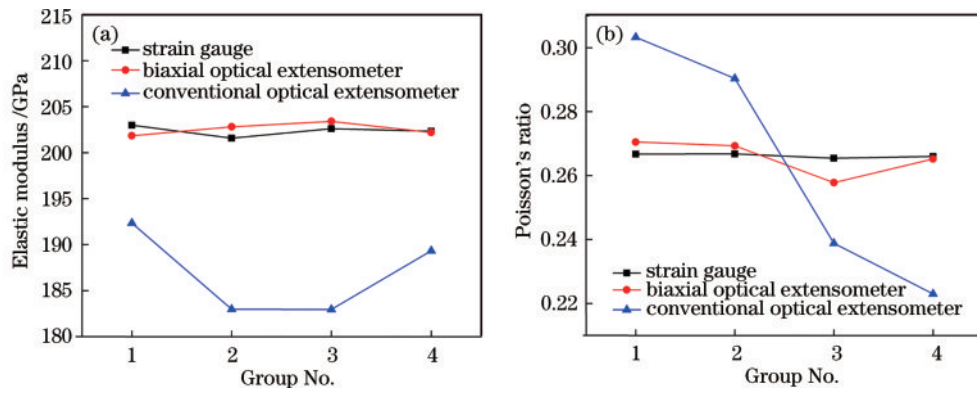 215
210
205
202
200
195
190
185
180
Elastic modulus /GPa
(a)
strain gauge
biaxial optical extensometer
conventional optical extensometer
1 2 3 4
Group No.
0.30
0.28
0.26
0.24
0.22
Poisson's ratio
(b)
strain gauge
biaxial optical extensometer
conventional optical extensometer
1 2 3 4
Group No.